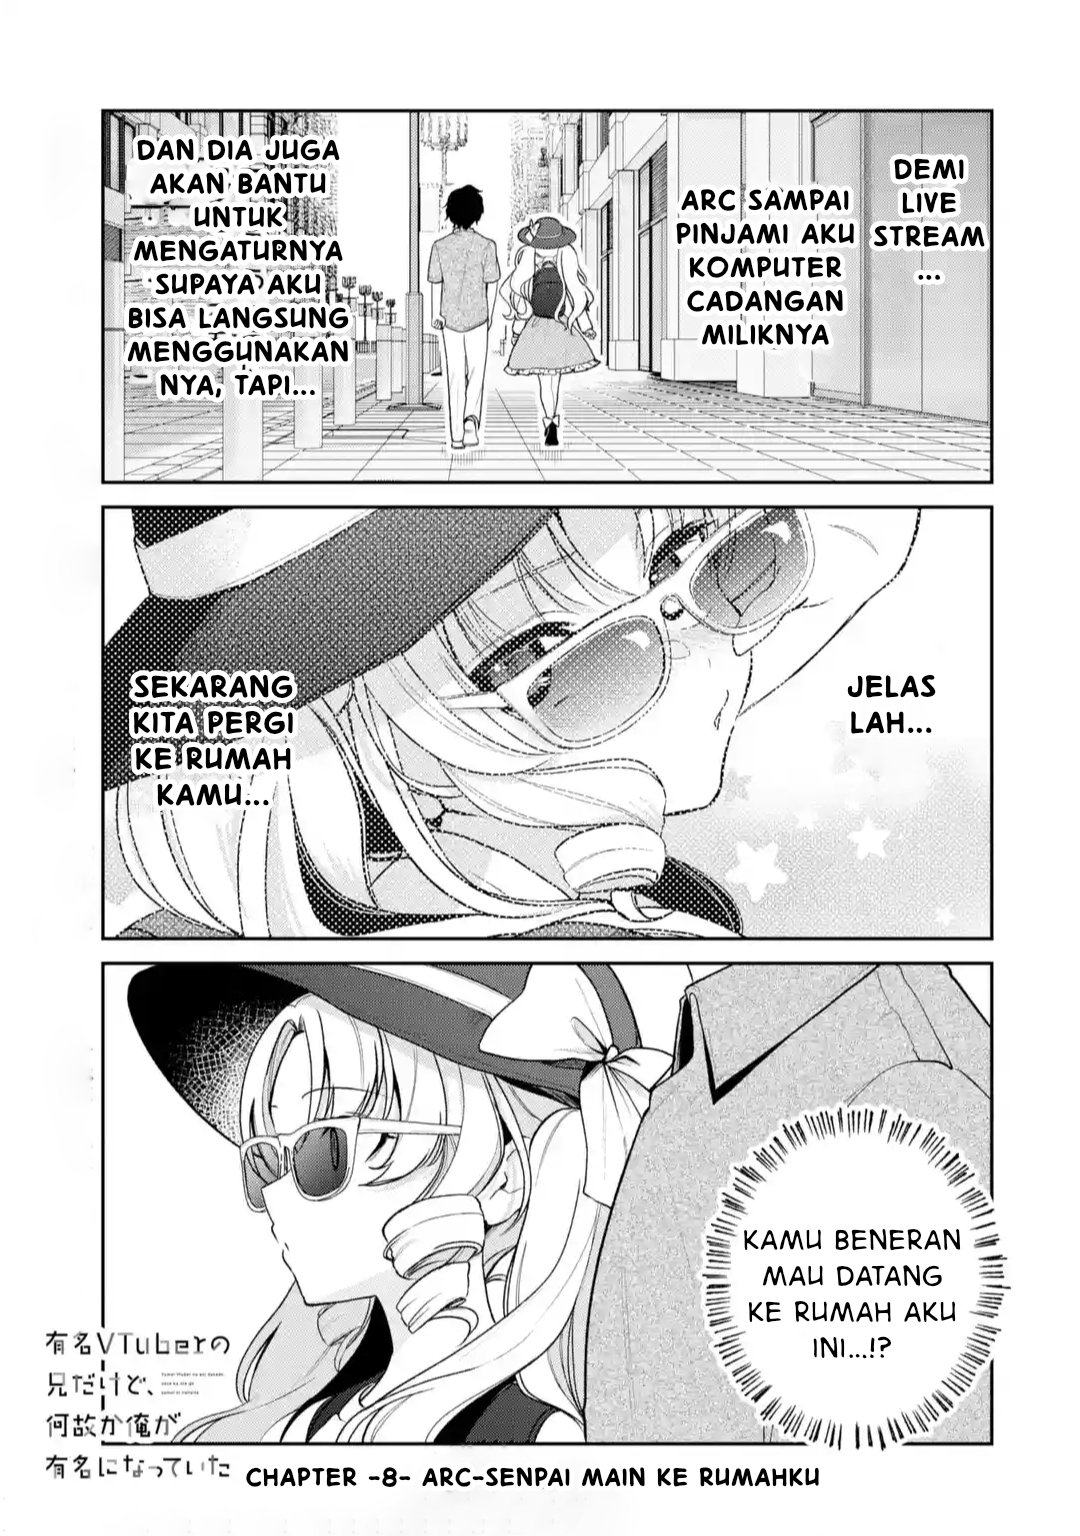 DEMI
LIVE
STREAM
...
ARC SAMPAI
PINJAMI AKU
KOMPUTER
CADANGAN
MILIKNYA
DAN DIA JUGA
AKAN BANTU
UNTUK
MENGATURNYA
SUPAYA AKU
BISA LANGSUNG
MENGGUNAKAN
NYA, TAPI...
JELAS
LAH...
SEKARANG
KITA PERGI
KE RUMAH
KAMU...
KAMU BENERAN
MAU DATANG
KE RUMAH AKU
INI...!?
有名VTuberの
兄だけど、
何故か俺が
有名になっていた
CHAPTER -8- ARC-SENPAI MAIN KE RUMAHKU